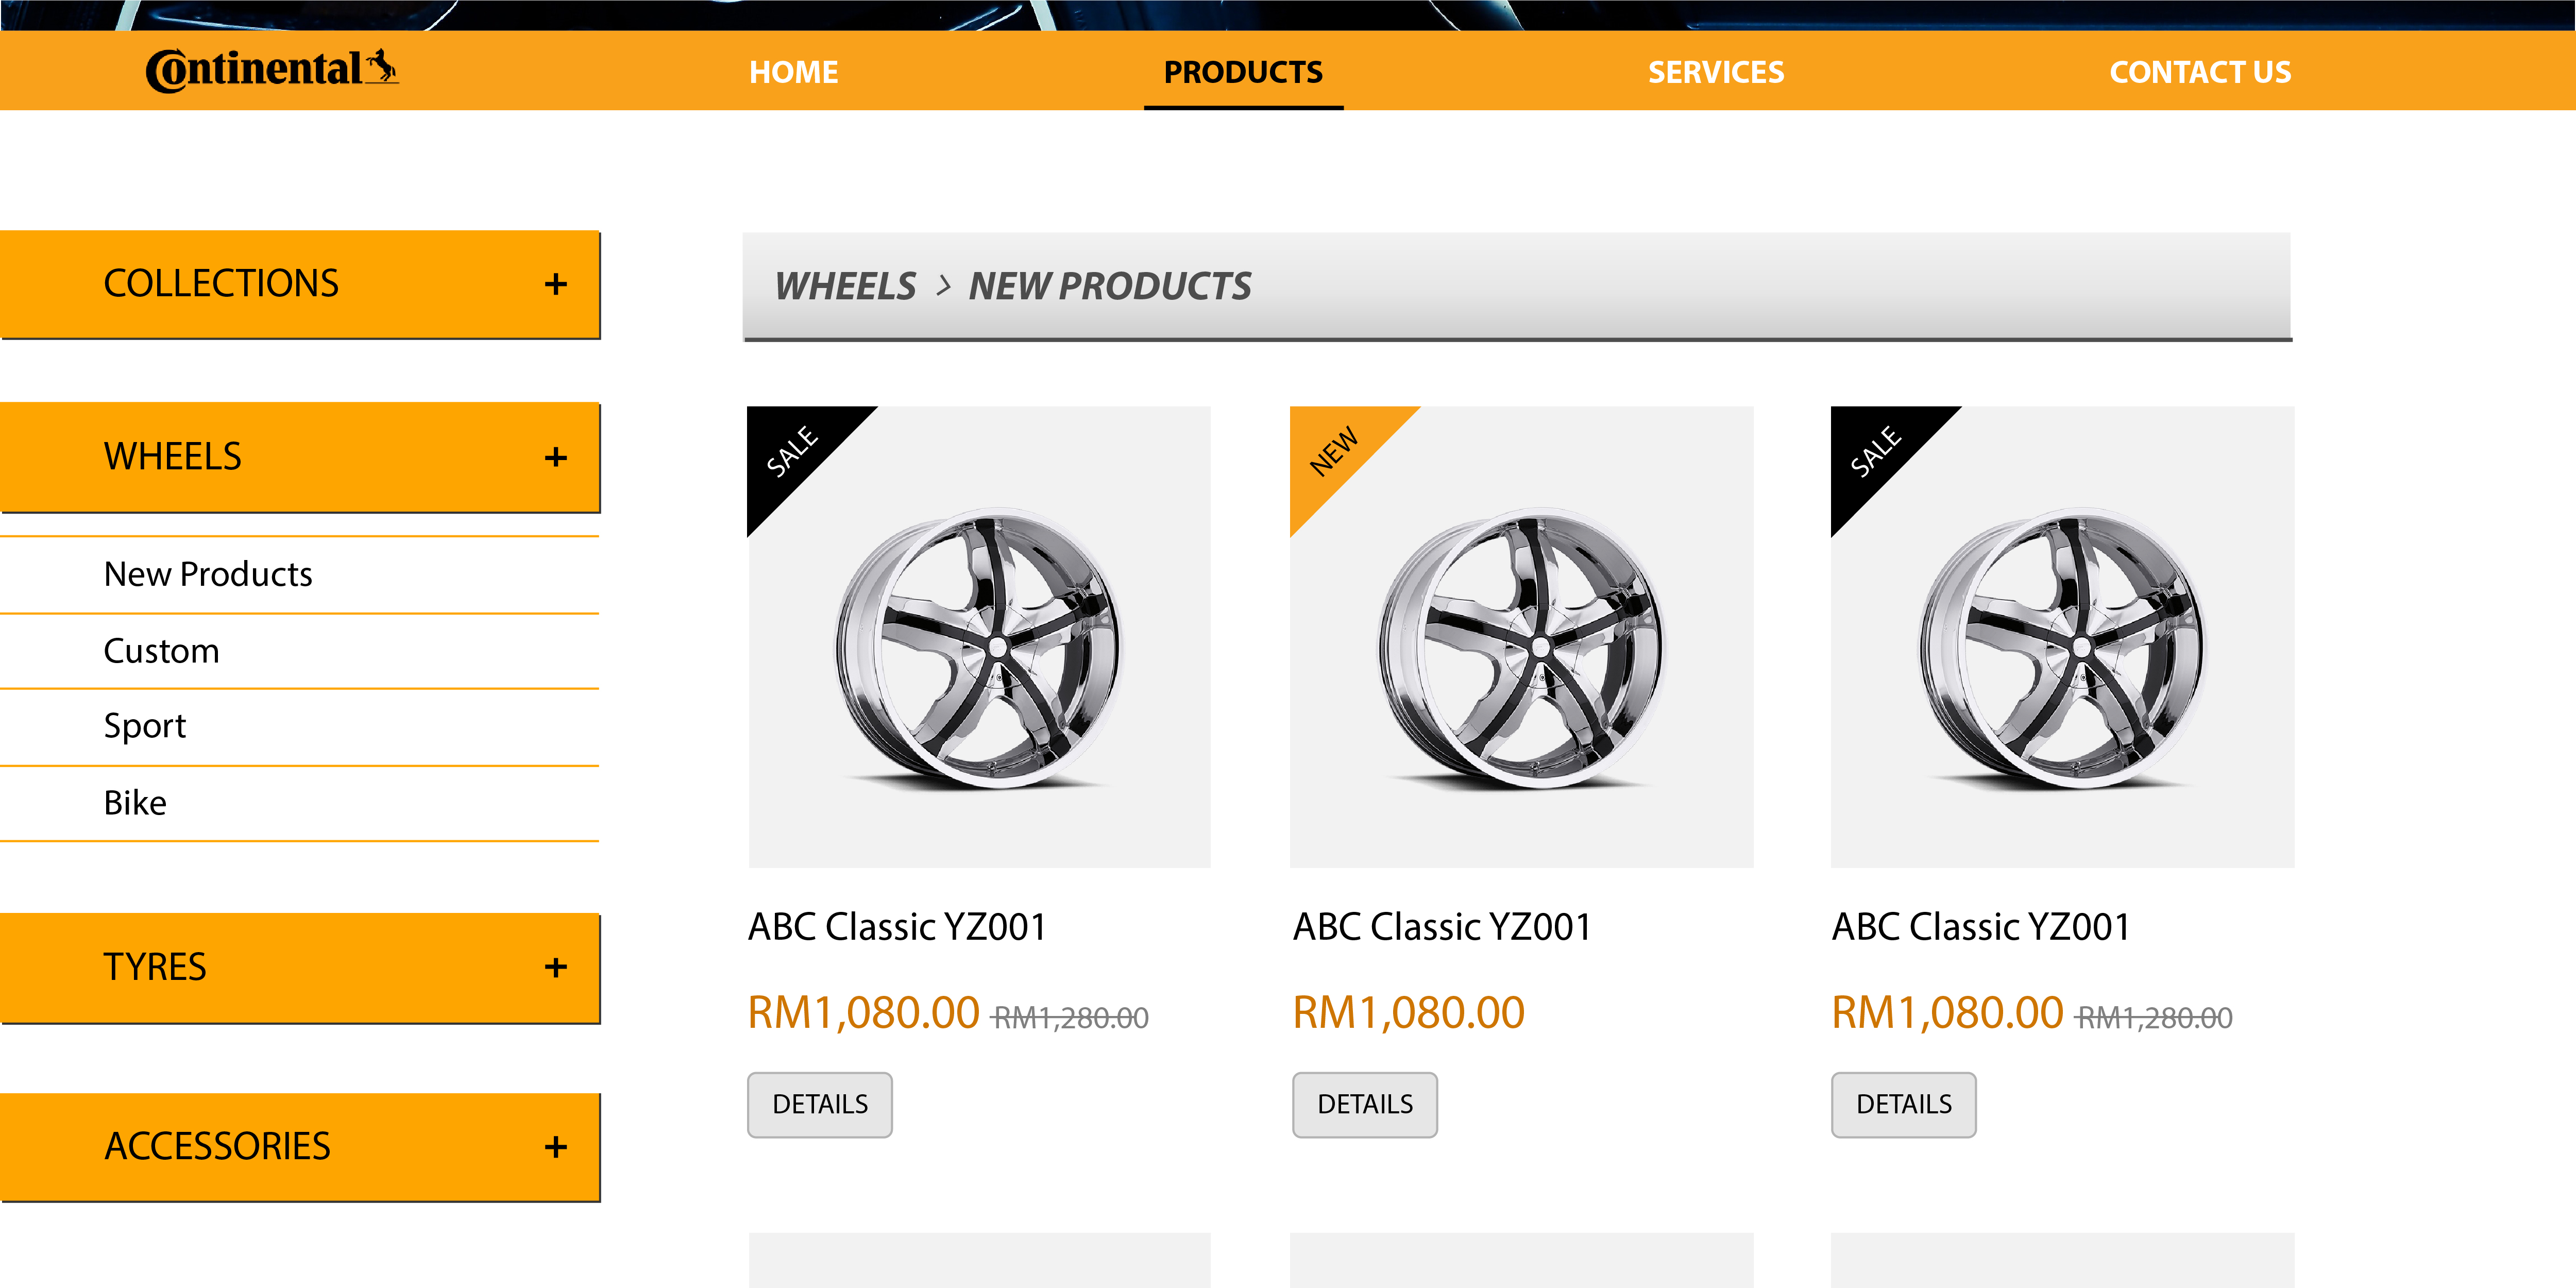 Continental
HOME
PRODUCTS
SERVICES
CONTACT US
COLLECTIONS +
WHEELS +
New Products
Custom
Sport
Bike
TYRES +
ACCESSORIES +
WHEELS > NEW PRODUCTS
SALE
NEW
SALE
ABC Classic YZ001
RM1,080.00 RM1,280.00
DETAILS
ABC Classic YZ001
RM1,080.00
DETAILS
ABC Classic YZ001
RM1,080.00 RM1,280.00
DETAILS